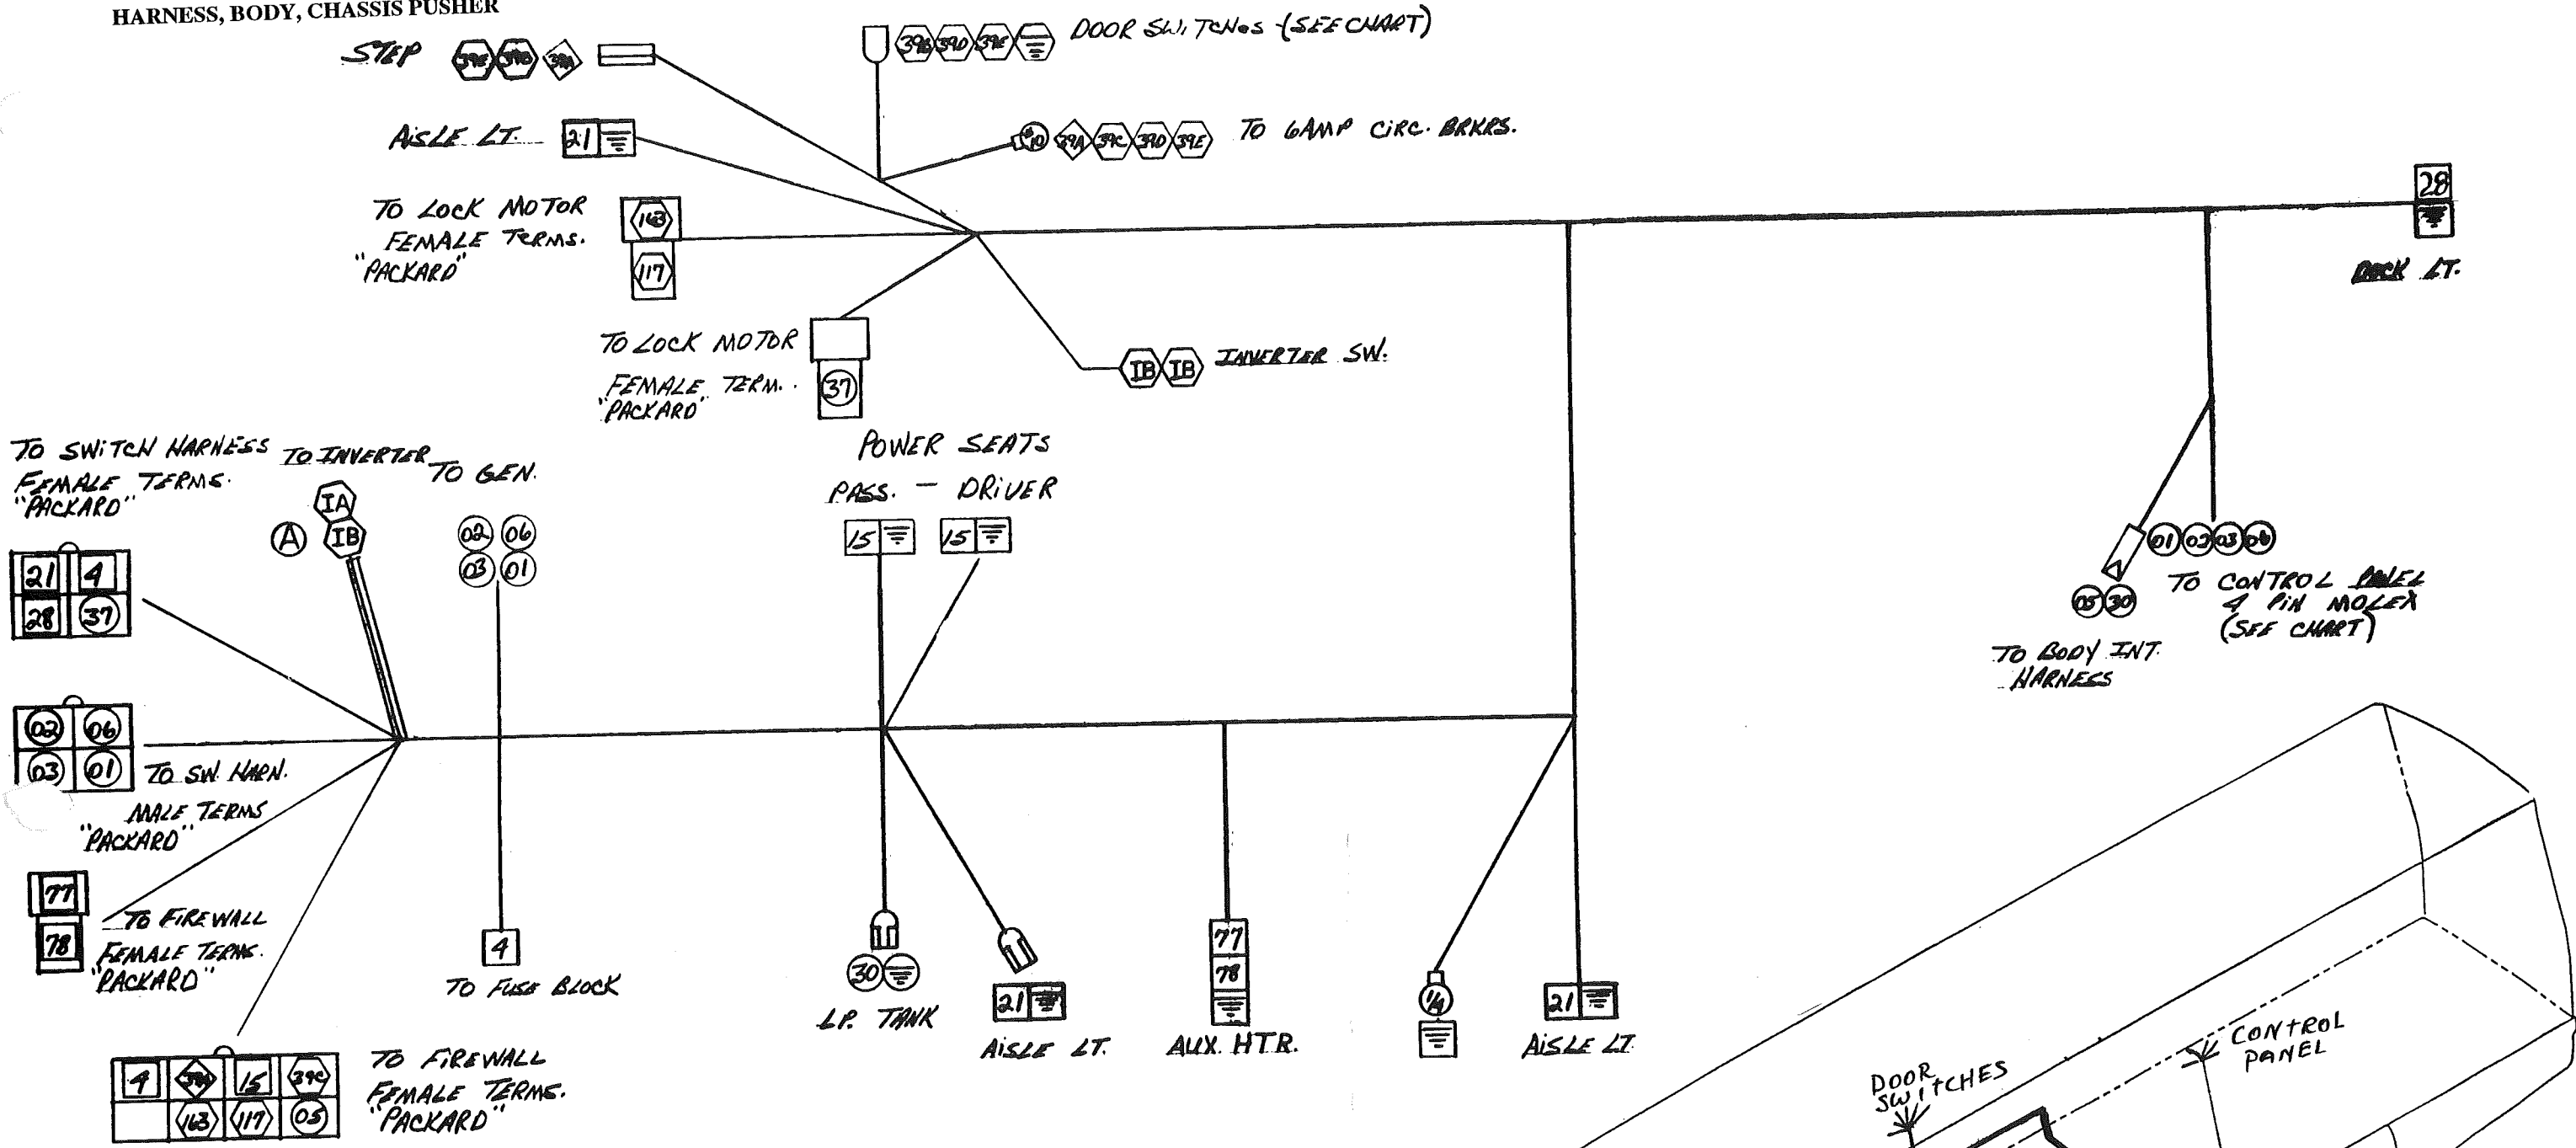 HARNESS, BODY, CHASSIS PUSHER
STEP 39E 39D 39A
39B 39D 39E DOOR SWITCHES (SEE CHART)
AISLE LT. 21
#10 39A 39C 39D 39E TO 6AMP CIRC. BRKRS.
TO LOCK MOTOR
FEMALE TERMS.
"PACKARD"
163
117
28
LT.
TO LOCK MOTOR
FEMALE TERM.
"PACKARD"
37
IB IB INVERTER SW.
TO SWITCH HARNESS
FEMALE TERMS.
"PACKARD"
21 4
28 37
TO INVERTER
IA
A IB
TO GEN.
02 06
03 01
POWER SEATS
PASS. - DRIVER
15 15
01 02 03 06
TO CONTROL PANEL
4 PIN MOLEX
(SEE CHART)
05 30
TO BODY INT.
HARNESS
02 06
03 01
TO SW. HARN.
MALE TERMS
"PACKARD"
77
78
TO FIREWALL
FEMALE TERMS.
"PACKARD"
4
TO FUSE BLOCK
30
LP. TANK
21
AISLE LT.
77
78
AUX. HTR.
1/4
21
AISLE LT
4 39A 15 39C
163 117 05
TO FIREWALL
FEMALE TERMS.
"PACKARD"
DOOR
SWITCHES
CONTROL
PANEL